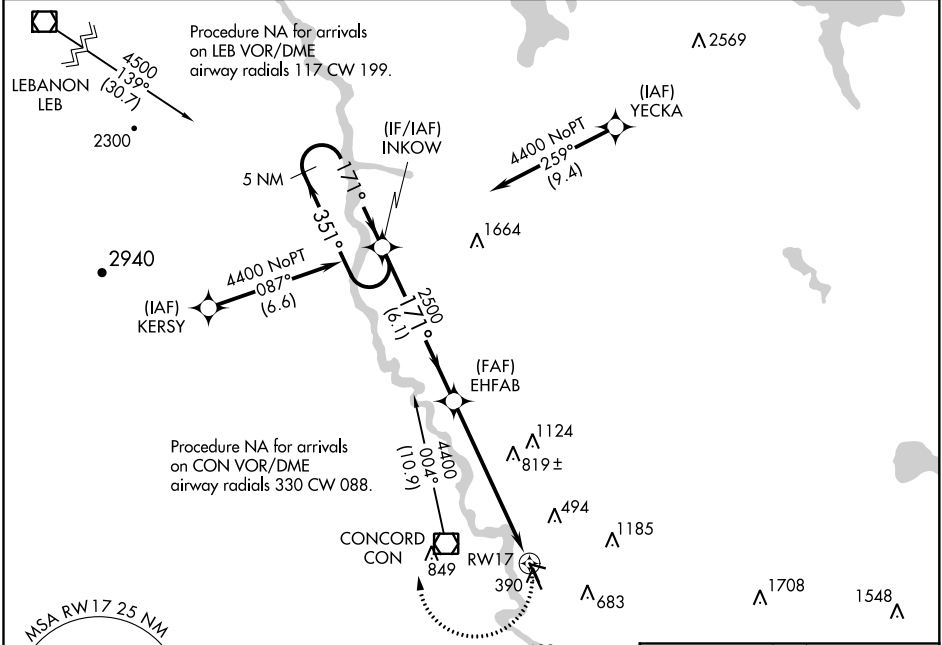 Procedure NA for arrivals
on LEB VOR/DME
airway radials 117 CW 199.
LEBANON
LEB
4500
139°
(30.7)
2300
2569
(IAF)
YECKA
4400 NoPT
259°
(9.4)
(IF/IAF)
INKOW
5 NM
171°
351°
1664
2940
4400 NoPT
087°
(6.6)
(IAF)
KERSY
2500
171°
(6.1)
(FAF)
EHFAB
Procedure NA for arrivals
on CON VOR/DME
airway radials 330 CW 088.
4400
004°
(10.9)
1124
819 ±
494
1185
CONCORD
CON
849
RW17
390
683
1708
1548
MSA RW17 25 NM